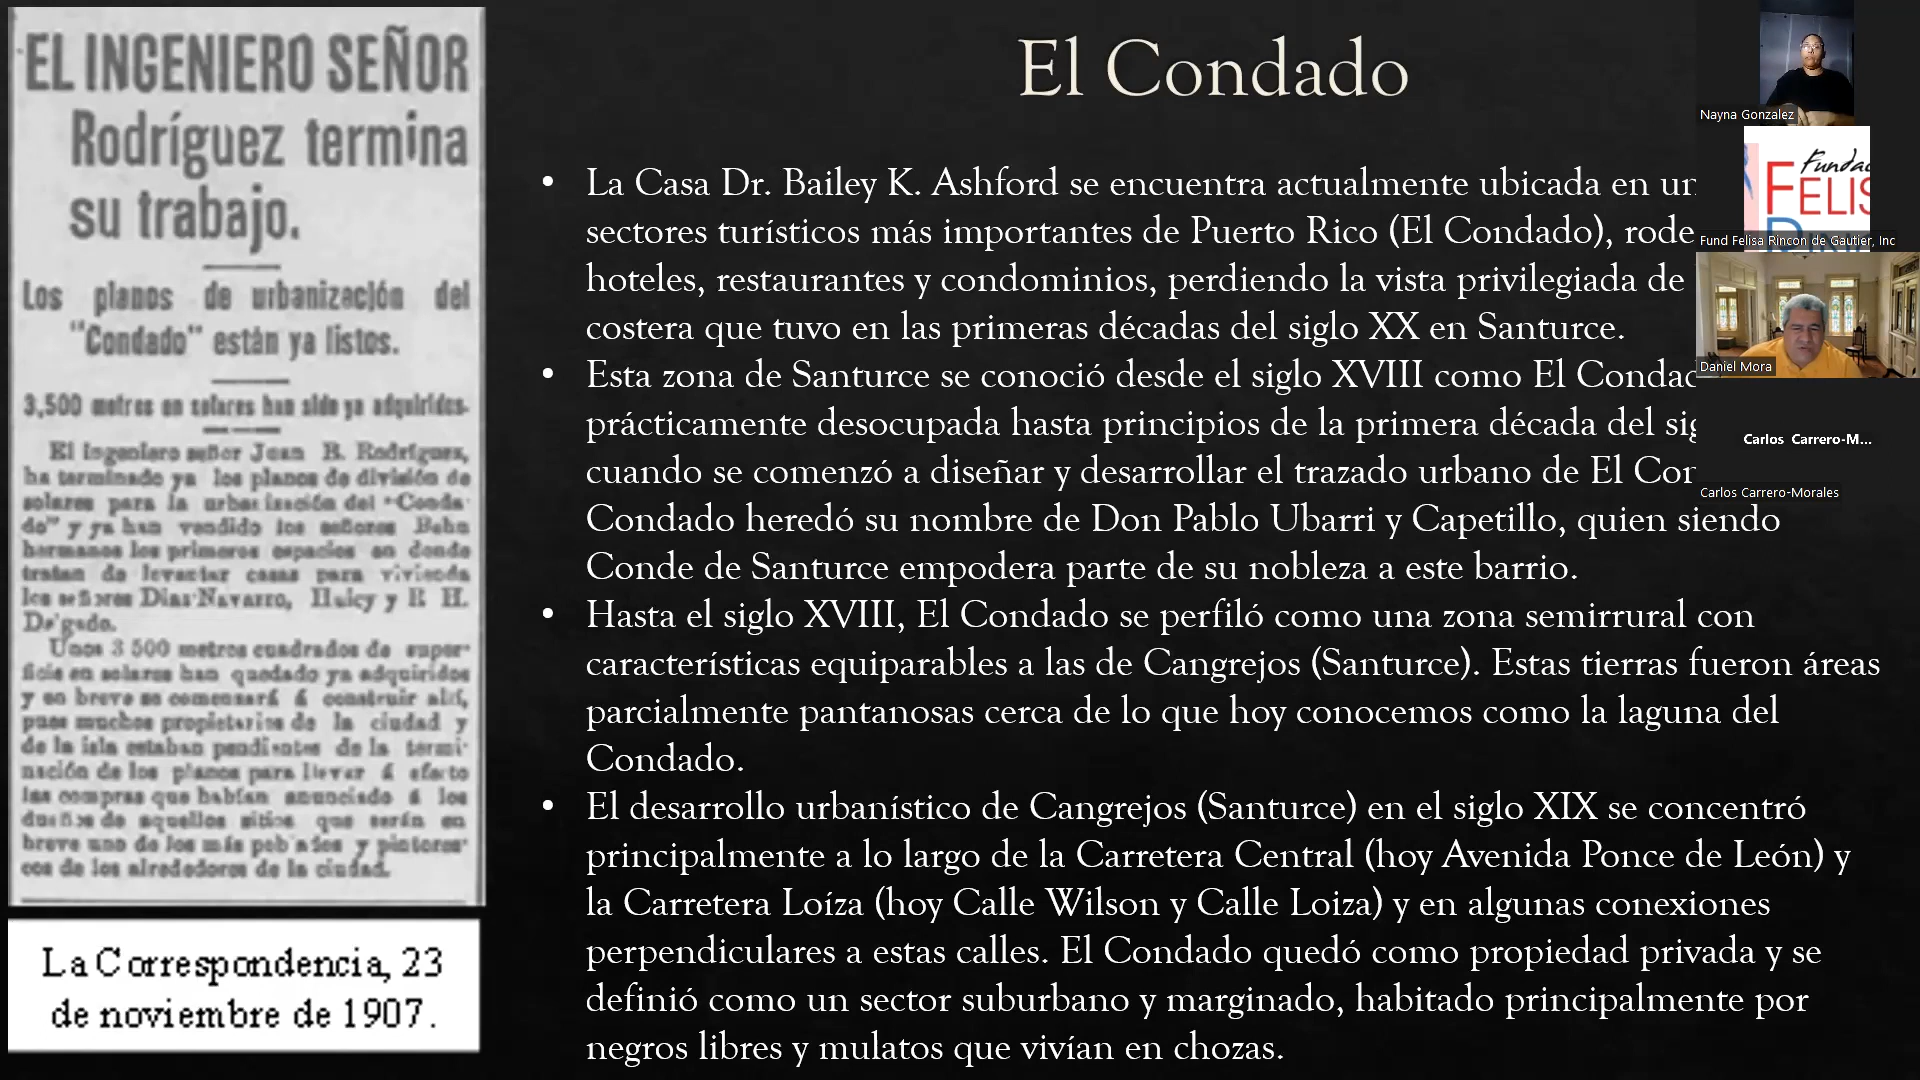 EL INGENIERO SEÑOR
Rodríguez termina
su trabajo.
Los planos de urbanización del
"Condado" están ya listos.
3,500 metros en solares han sido ya adquiridos.
El ingeniero señor Juan B. Rodríguez,
ha terminado ya los planos de división de
solares para la urbanización del "Conda-
do" y ya han vendido los señores Behn
hermanos los primeros espacios en donde
tratan de levantar casas para vivienda
los señores Diaz Navarro, Huicy y R H.
De'gado.
Unos 3 500 metros cuadrados de super-
ficie en solares han quedado ya adquiridos
y en breve se comenzará á construir allí,
pues muchos propietarios de la ciudad y
de la isla estaban pendientes de la termi-
nación de los planos para llevar á efecto
las compras que habían anunciado á los
dueños de aquellos sitios que serán en
breve uno de los más pob'ados y pintores-
cos de los alrededores de la ciudad.
La Correspondencia, 23
de noviembre de 1907.
El Condado
• La Casa Dr. Bailey K. Ashford se encuentra actualmente ubicada en un
sectores turísticos más importantes de Puerto Rico (El Condado), rode
hoteles, restaurantes y condominios, perdiendo la vista privilegiada de
costera que tuvo en las primeras décadas del siglo XX en Santurce.
• Esta zona de Santurce se conoció desde el siglo XVIII como El Condad
prácticamente desocupada hasta principios de la primera década del sig
cuando se comenzó a diseñar y desarrollar el trazado urbano de El Con
Condado heredó su nombre de Don Pablo Ubarri y Capetillo, quien siendo
Conde de Santurce empodera parte de su nobleza a este barrio.
• Hasta el siglo XVIII, El Condado se perfiló como una zona semirrural con
características equiparables a las de Cangrejos (Santurce). Estas tierras fueron áreas
parcialmente pantanosas cerca de lo que hoy conocemos como la laguna del
Condado.
• El desarrollo urbanístico de Cangrejos (Santurce) en el siglo XIX se concentró
principalmente a lo largo de la Carretera Central (hoy Avenida Ponce de León) y
la Carretera Loíza (hoy Calle Wilson y Calle Loiza) y en algunas conexiones
perpendiculares a estas calles. El Condado quedó como propiedad privada y se
definió como un sector suburbano y marginado, habitado principalmente por
negros libres y mulatos que vivían en chozas.
Nayna Gonzalez
Fundac
FELIS
Fund Felisa Rincon de Gautier, Inc
Daniel Mora
Carlos Carrero-M...
Carlos Carrero-Morales